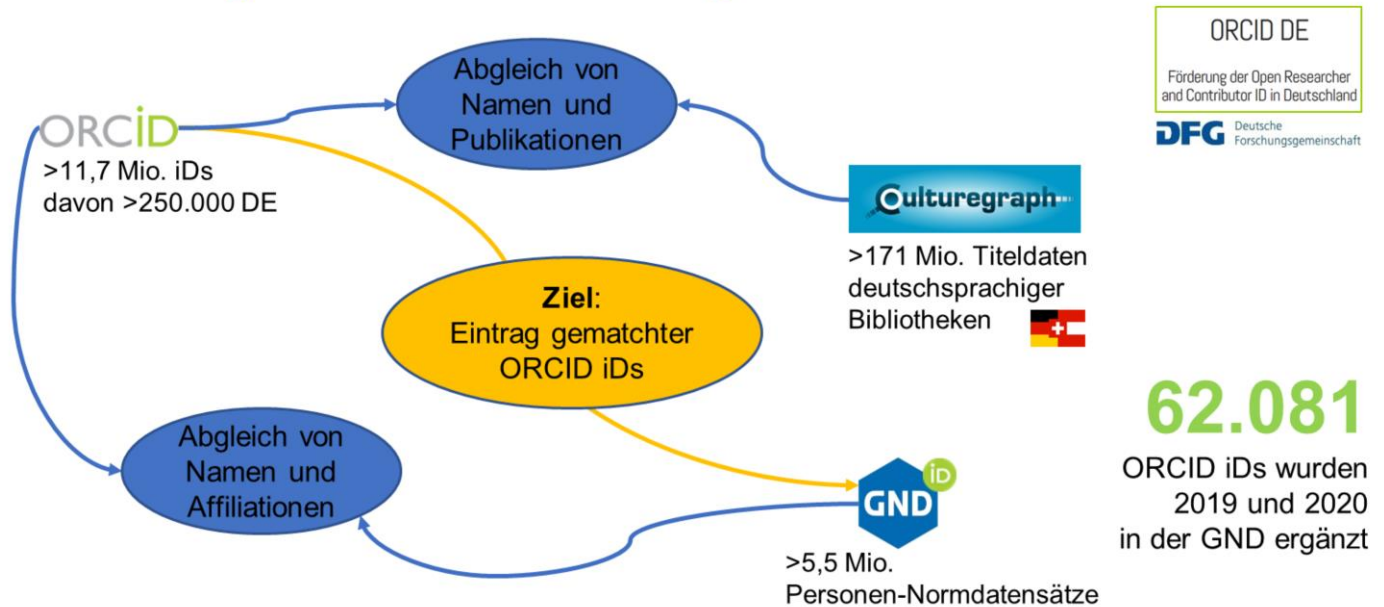 Abgleich von
Namen und
Publikationen
ORCID
>11,7 Mio. iDs
davon >250.000 DE
Culturegraph
>171 Mio. Titeldaten
deutschsprachiger
Bibliotheken
Ziel:
Eintrag gematchter
ORCID iDs
Abgleich von
Namen und
Affiliationen
GND
iD
>5,5 Mio.
Personen-Normdatensätze
ORCID DE
Förderung der Open Researcher
and Contributor ID in Deutschland
DFG Deutsche
Forschungsgemeinschaft
62.081
ORCID iDs wurden
2019 und 2020
in der GND ergänzt